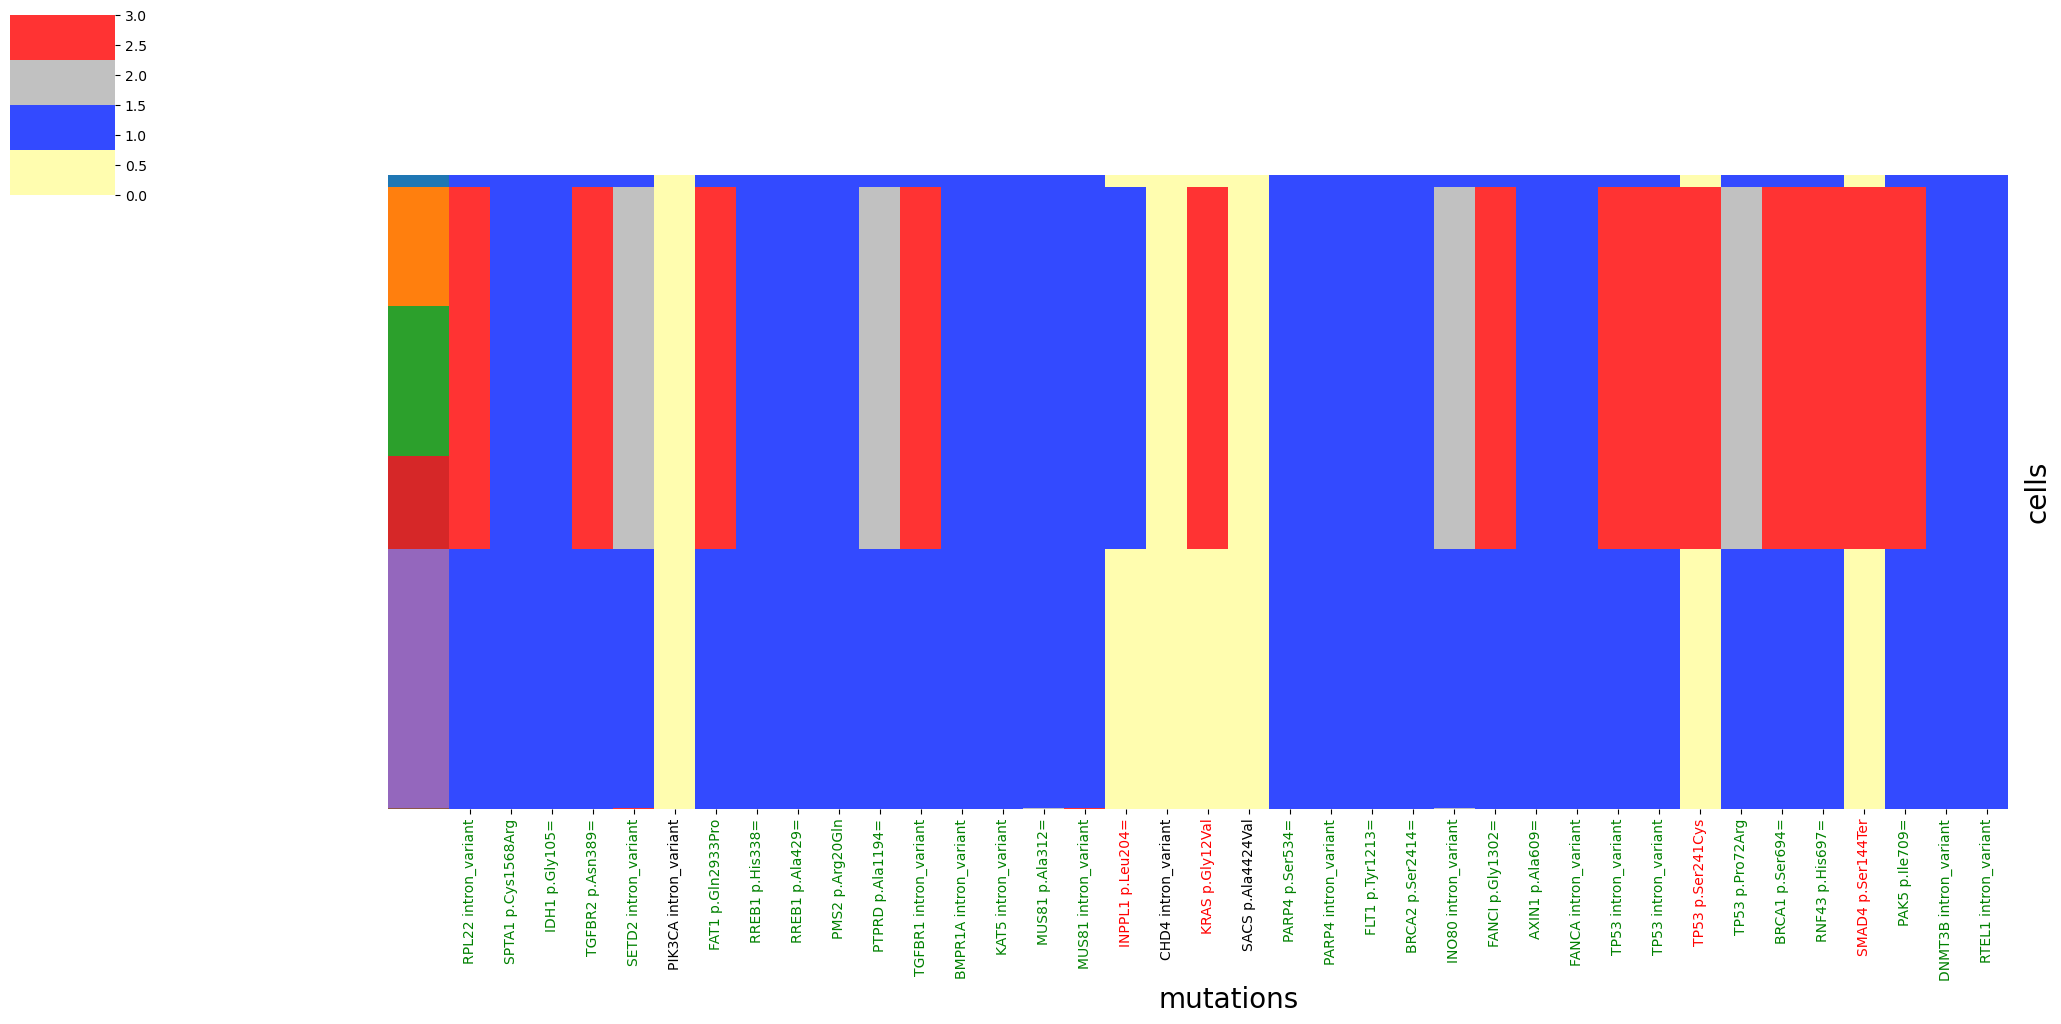 3.0
2.5
2.0
1.5
1.0
0.5
0.0
cells
RPL22 intron_variant
SPTA1 p.Cys1568Arg
IDH1 p.Gly105=
TGFBR2 p.Asn389=
SETD2 intron_variant
PIK3CA intron_variant
FAT1 p.Gln2933Pro
RREB1 p.His338=
RREB1 p.Ala429=
PMS2 p.Arg20Gln
PTPRD p.Ala1194=
TGFBR1 intron_variant
BMPR1A intron_variant
KAT5 intron_variant
MUS81 p.Ala312=
MUS81 intron_variant
INPPL1 p.Leu204=
CHD4 intron_variant
KRAS p.Gly12Val
SACS p.Ala4424Val
PARP4 p.Ser534=
PARP4 intron_variant
FLT1 p.Tyr1213=
BRCA2 p.Ser2414=
INO80 intron_variant
FANCI p.Gly1302=
AXIN1 p.Ala609=
FANCA intron_variant
TP53 intron_variant
TP53 intron_variant
TP53 p.Ser241Cys
TP53 p.Pro72Arg
BRCA1 p.Ser694=
RNF43 p.His697=
SMAD4 p.Ser144Ter
PAK5 p.Ile709=
DNMT3B intron_variant
RTEL1 intron_variant
mutations